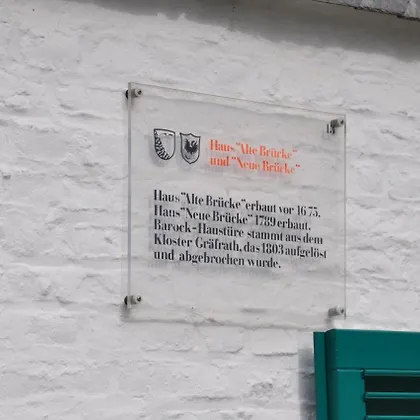 13
Haus "Alte Brücke"
und "Neue Brücke"
Haus "Alte Brücke" erbaut vor 1675.
Haus "Neue Brücke" 1789 erbaut.
Barock-Haustüre stammt aus dem
Kloster Gräfrath, das 1803 aufgelöst
und abgebrochen wurde.